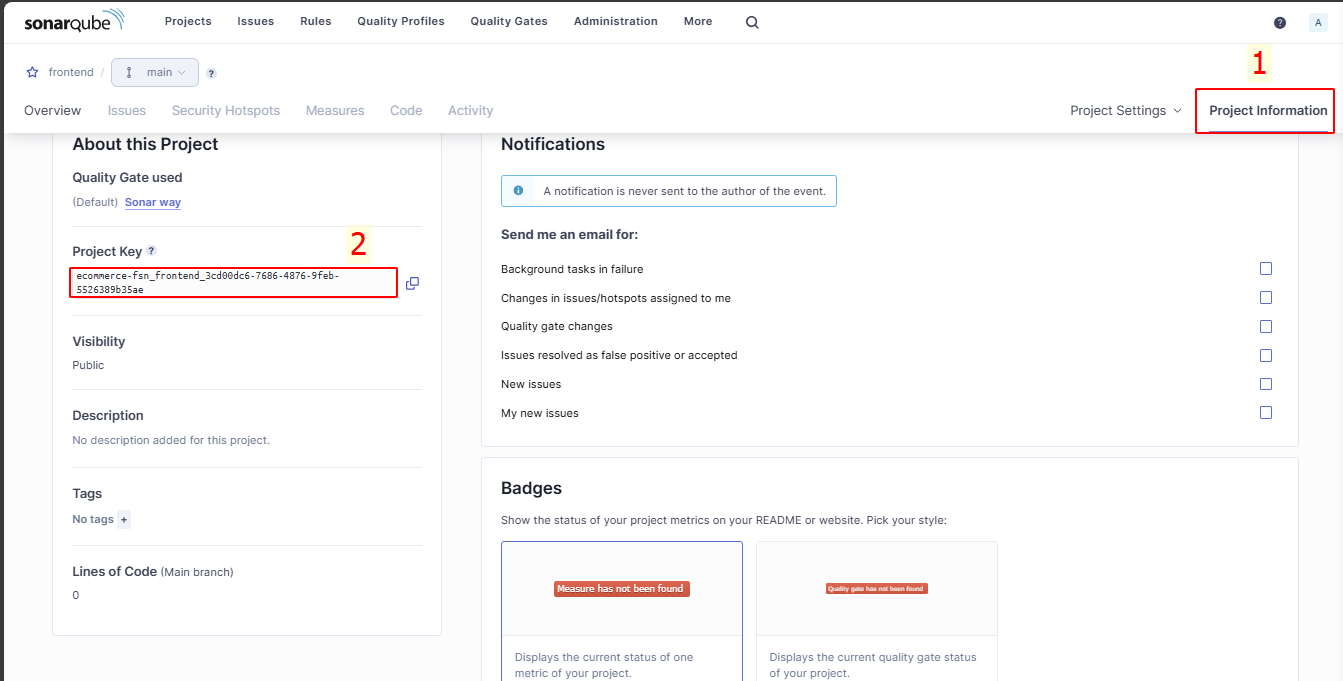 sonarqube
Projects Issues Rules Quality Profiles Quality Gates Administration More
? A
1
frontend / main ?
Overview Issues Security Hotspots Measures Code Activity Project Settings Project Information
About this Project
Quality Gate used
(Default) Sonar way
Project Key ?
2
ecommerce-fsn_frontend_3cd00dc6-7686-4876-9feb-
5526389b35ae
Visibility
Public
Description
No description added for this project.
Tags
No tags +
Lines of Code (Main branch)
0
Notifications
A notification is never sent to the author of the event.
Send me an email for:
Background tasks in failure
Changes in issues/hotspots assigned to me
Quality gate changes
Issues resolved as false positive or accepted
New issues
My new issues
Badges
Show the status of your project metrics on your README or website. Pick your style:
Measure has not been found
Displays the current status of one
metric of your project.
Quality gate has not been found
Displays the current quality gate status
of your project.